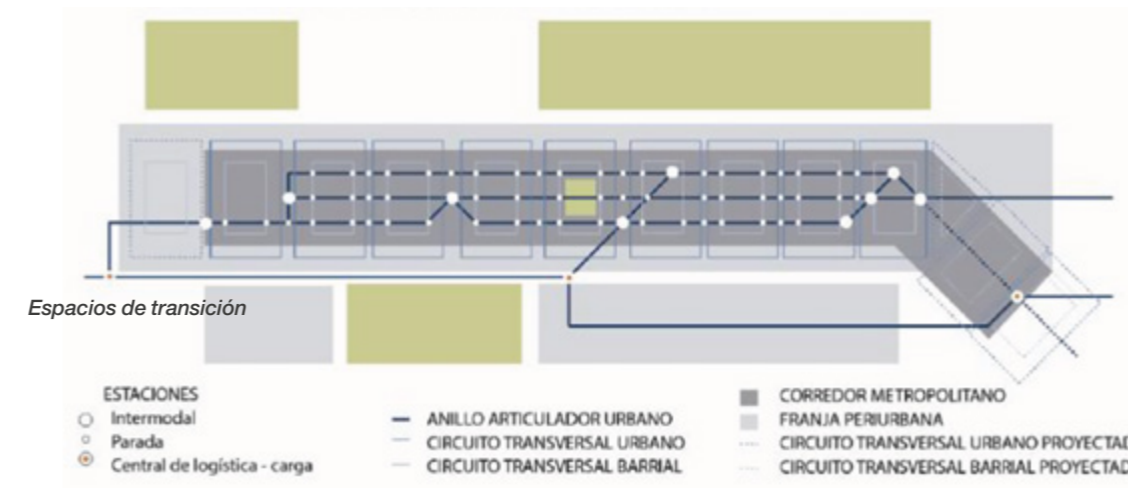 Espacios de transición
ESTACIONES
Intermodal
Parada
Central de logística - carga
ANILLO ARTICULADOR URBANO
CIRCUITO TRANSVERSAL URBANO
CIRCUITO TRANSVERSAL BARRIAL
CORREDOR METROPOLITANO
FRANJA PERIURBANA
CIRCUITO TRANSVERSAL URBANO PROYECTAD
CIRCUITO TRANSVERSAL BARRIAL PROYECTAD